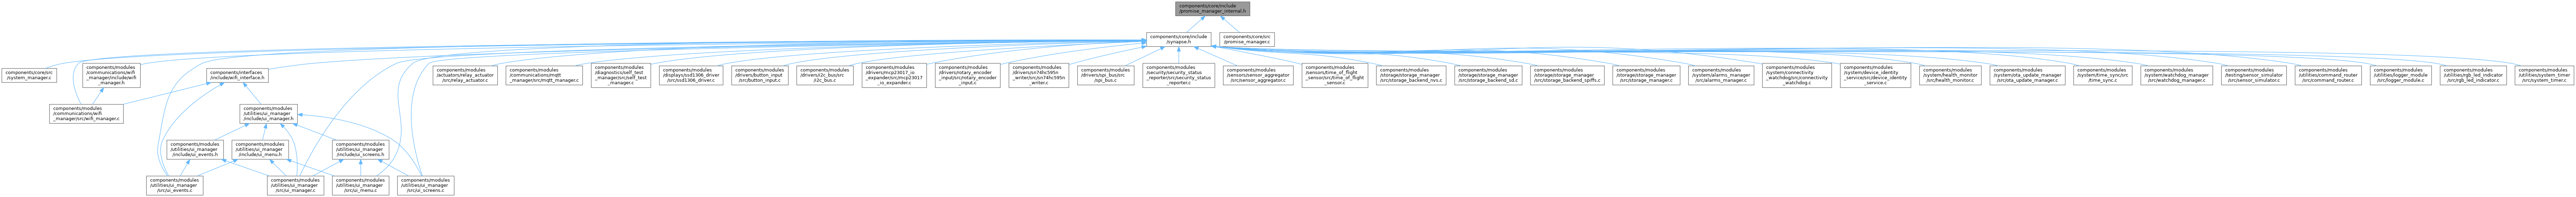 components/core/include
/promise_manager_internal.h
components/core/include
/synapse.h
components/core/src
/promise_manager.c
components/core/src
/system_manager.c
components/modules
/communications/wifi
_manager/include/wifi
_manager.h
components/interfaces
/include/wifi_interface.h
components/modules
/actuators/relay_actuator
/src/relay_actuator.c
components/modules
/communications/mqtt
_manager/src/mqtt_manager.c
components/modules
/diagnostics/self_test
_manager/src/self_test
_manager.c
components/modules
/displays/ssd1306_driver
/src/ssd1306_driver.c
components/modules
/drivers/button_input
/src/button_input.c
components/modules
/drivers/i2c_bus/src
/i2c_bus.c
components/modules
/drivers/mcp23017_io
_expander/src/mcp23017
_io_expander.c
components/modules
/drivers/rotary_encoder
_input/src/rotary_encoder
_input.c
components/modules
/drivers/sn74hc595n
_writer/src/sn74hc595n
_writer.c
components/modules
/drivers/spi_bus/src
/spi_bus.c
components/modules
/security/security_status
_reporter/src/security_status
_reporter.c
components/modules
/sensors/sensor_aggregator
/src/sensor_aggregator.c
components/modules
/sensors/time_of_flight
_sensor/src/time_of_flight
_sensor.c
components/modules
/storage/storage_manager
/src/storage_backend_nvs.c
components/modules
/storage/storage_manager
/src/storage_backend_sd.c
components/modules
/storage/storage_manager
/src/storage_backend_spiffs.c
components/modules
/storage/storage_manager
/src/storage_manager.c
components/modules
/system/alarms_manager
/src/alarms_manager.c
components/modules
/system/connectivity
_watchdog/src/connectivity
_watchdog.c
components/modules
/system/device_identity
_service/src/device_identity
_service.c
components/modules
/system/health_monitor
/src/health_monitor.c
components/modules
/system/ota_update_manager
/src/ota_update_manager.c
components/modules
/system/time_sync/src
/time_sync.c
components/modules
/system/watchdog_manager
/src/watchdog_manager.c
components/modules
/testing/sensor_simulator
/src/sensor_simulator.c
components/modules
/utilities/command_router
/src/command_router.c
components/modules
/utilities/logger_module
/src/logger_module.c
components/modules
/utilities/rgb_led_indicator
/src/rgb_led_indicator.c
components/modules
/utilities/system_timer
/src/system_timer.c
components/modules
/communications/wifi
_manager/src/wifi_manager.c
components/modules
/utilities/ui_manager
/include/ui_manager.h
components/modules
/utilities/ui_manager
/include/ui_events.h
components/modules
/utilities/ui_manager
/include/ui_menu.h
components/modules
/utilities/ui_manager
/include/ui_screens.h
components/modules
/utilities/ui_manager
/src/ui_events.c
components/modules
/utilities/ui_manager
/src/ui_manager.c
components/modules
/utilities/ui_manager
/src/ui_menu.c
components/modules
/utilities/ui_manager
/src/ui_screens.c